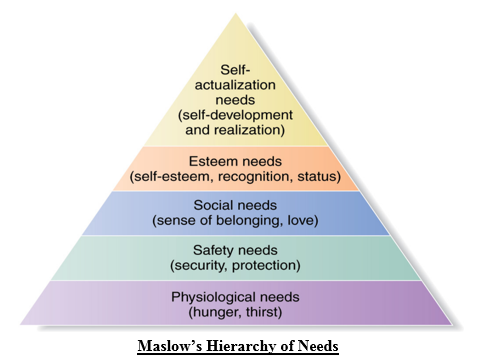 Self-
actualization
needs
(self-development
and realization)
Esteem needs
(self-esteem, recognition, status)
Social needs
(sense of belonging, love)
Safety needs
(security, protection)
Physiological needs
(hunger, thirst)
Maslow’s Hierarchy of Needs